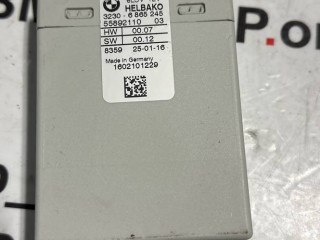 HELBAKO
3230 - 6 865 245
55892110 03
HW 00.07
SW 00.12
8359 25-01-16
Made in Germany
1602101229